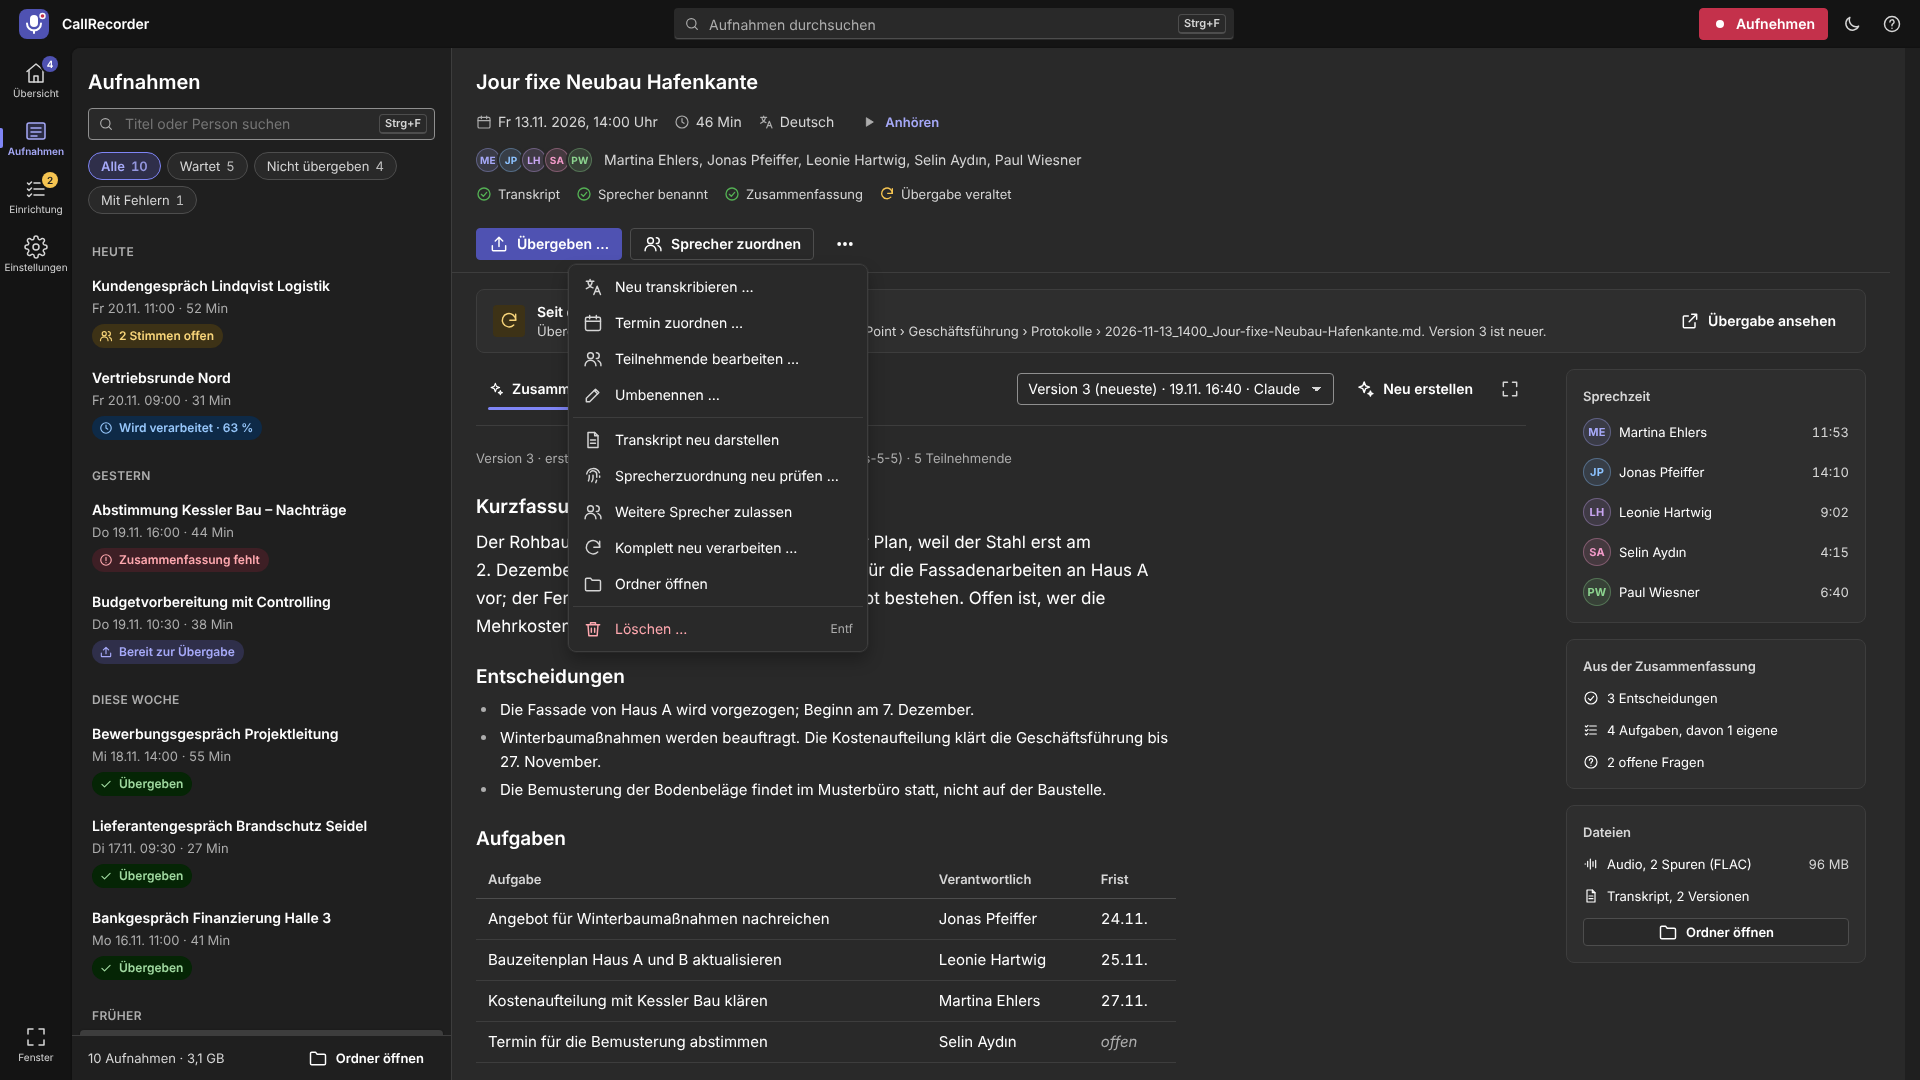 CallRecorder
Aufnahmen durchsuchen
Strg+F
Aufnehmen
4
Übersicht
Aufnahmen
2
Einrichtung
Einstellungen
Fenster
Aufnahmen
Titel oder Person suchen
Strg+F
Alle 10
Wartet 5
Nicht übergeben 4
Mit Fehlern 1
HEUTE
Kundengespräch Lindqvist Logistik
Fr 20.11. 11:00 · 52 Min
2 Stimmen offen
Vertriebsrunde Nord
Fr 20.11. 09:00 · 31 Min
Wird verarbeitet · 63 %
GESTERN
Abstimmung Kessler Bau – Nachträge
Do 19.11. 16:00 · 44 Min
Zusammenfassung fehlt
Budgetvorbereitung mit Controlling
Do 19.11. 10:30 · 38 Min
Bereit zur Übergabe
DIESE WOCHE
Bewerbungsgespräch Projektleitung
Mi 18.11. 14:00 · 55 Min
Übergeben
Lieferantengespräch Brandschutz Seidel
Di 17.11. 09:30 · 27 Min
Übergeben
Bankgespräch Finanzierung Halle 3
Mo 16.11. 11:00 · 41 Min
Übergeben
FRÜHER
10 Aufnahmen · 3,1 GB
Ordner öffnen
Jour fixe Neubau Hafenkante
Fr 13.11. 2026, 14:00 Uhr
46 Min
Deutsch
Anhören
ME JP LH SA PW
Martina Ehlers, Jonas Pfeiffer, Leonie Hartwig, Selin Aydın, Paul Wiesner
Transkript
Sprecher benannt
Zusammenfassung
Übergabe veraltet
Übergeben ...
Sprecher zuordnen
Neu transkribieren ...
Termin zuordnen ...
Teilnehmende bearbeiten ...
Umbenennen ...
Transkript neu darstellen
Sprecherzuordnung neu prüfen ...
Weitere Sprecher zulassen
Komplett neu verarbeiten ...
Ordner öffnen
Löschen ...
Entf
Seit
Über
Point › Geschäftsführung › Protokolle › 2026-11-13_1400_Jour-fixe-Neubau-Hafenkante.md. Version 3 ist neuer.
Übergabe ansehen
Zusamm
Version 3 (neueste) · 19.11. 16:40 · Claude
Neu erstellen
Version 3 · erst
s-5-5) · 5 Teilnehmende
Kurzfassu
Der Rohbau
Plan, weil der Stahl erst am
2. Dezembe
ür die Fassadenarbeiten an Haus A
vor; der Fer
t bestehen. Offen ist, wer die
Mehrkosten
Entscheidungen
Die Fassade von Haus A wird vorgezogen; Beginn am 7. Dezember.
Winterbaumaßnahmen werden beauftragt. Die Kostenaufteilung klärt die Geschäftsführung bis
27. November.
Die Bemusterung der Bodenbeläge findet im Musterbüro statt, nicht auf der Baustelle.
Aufgaben
Aufgabe Verantwortlich Frist
Angebot für Winterbaumaßnahmen nachreichen Jonas Pfeiffer 24.11.
Bauzeitenplan Haus A und B aktualisieren Leonie Hartwig 25.11.
Kostenaufteilung mit Kessler Bau klären Martina Ehlers 27.11.
Termin für die Bemusterung abstimmen Selin Aydın offen
Sprechzeit
ME Martina Ehlers 11:53
JP Jonas Pfeiffer 14:10
LH Leonie Hartwig 9:02
SA Selin Aydın 4:15
PW Paul Wiesner 6:40
Aus der Zusammenfassung
3 Entscheidungen
4 Aufgaben, davon 1 eigene
2 offene Fragen
Dateien
Audio, 2 Spuren (FLAC) 96 MB
Transkript, 2 Versionen
Ordner öffnen